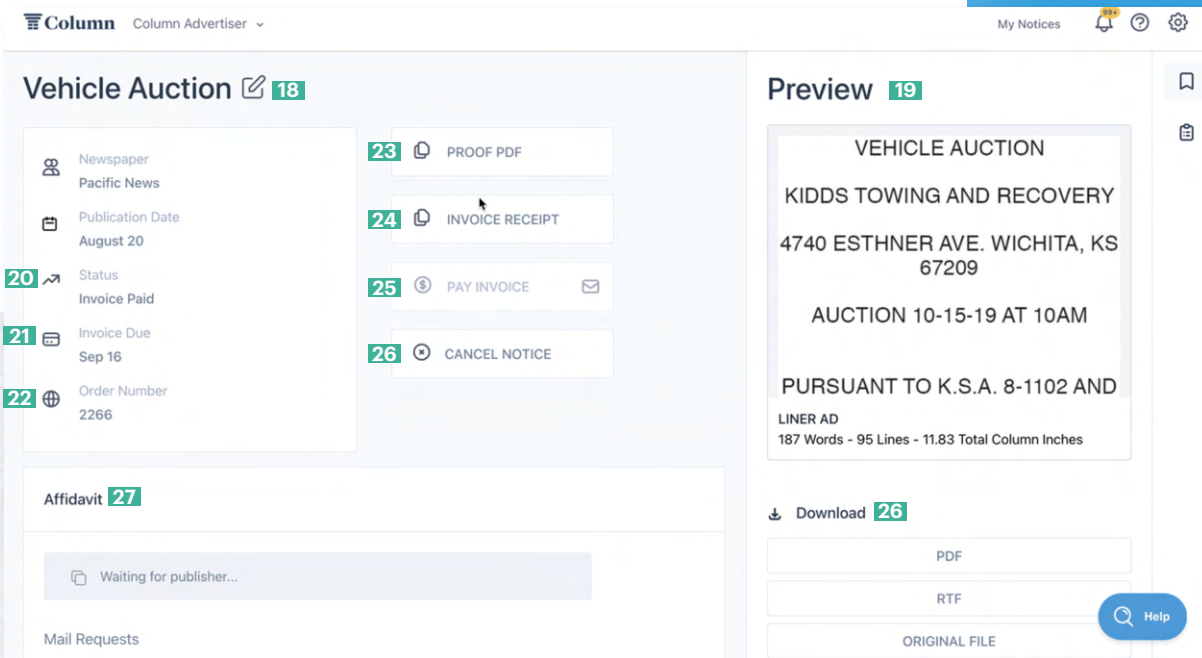 Column Column Advertiser
My Notices 99+
Vehicle Auction 18
Newspaper
Pacific News
Publication Date
August 20
20 Status
Invoice Paid
21 Invoice Due
Sep 16
22 Order Number
2266
23 PROOF PDF
24 INVOICE RECEIPT
25 PAY INVOICE
26 CANCEL NOTICE
Affidavit 27
Waiting for publisher...
Mail Requests
Preview 19
VEHICLE AUCTION
KIDDS TOWING AND RECOVERY
4740 ESTHNER AVE. WICHITA, KS
67209
AUCTION 10-15-19 AT 10AM
PURSUANT TO K.S.A. 8-1102 AND
LINER AD
187 Words - 95 Lines - 11.83 Total Column Inches
Download 26
PDF
RTF
ORIGINAL FILE
Help